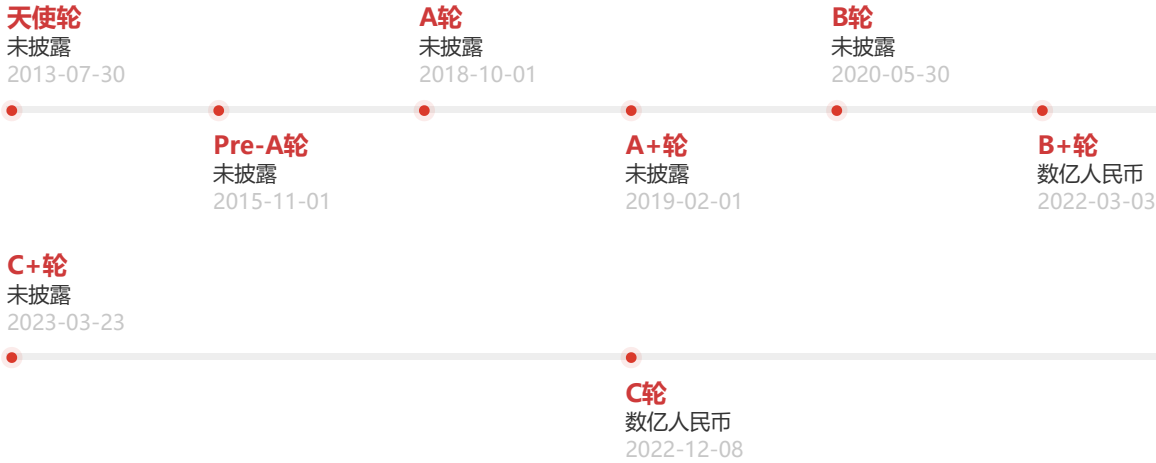 天使轮
未披露
2013-07-30
A轮
未披露
2018-10-01
B轮
未披露
2020-05-30
Pre-A轮
未披露
2015-11-01
A+轮
未披露
2019-02-01
B+轮
数亿人民币
2022-03-03
C+轮
未披露
2023-03-23
C轮
数亿人民币
2022-12-08